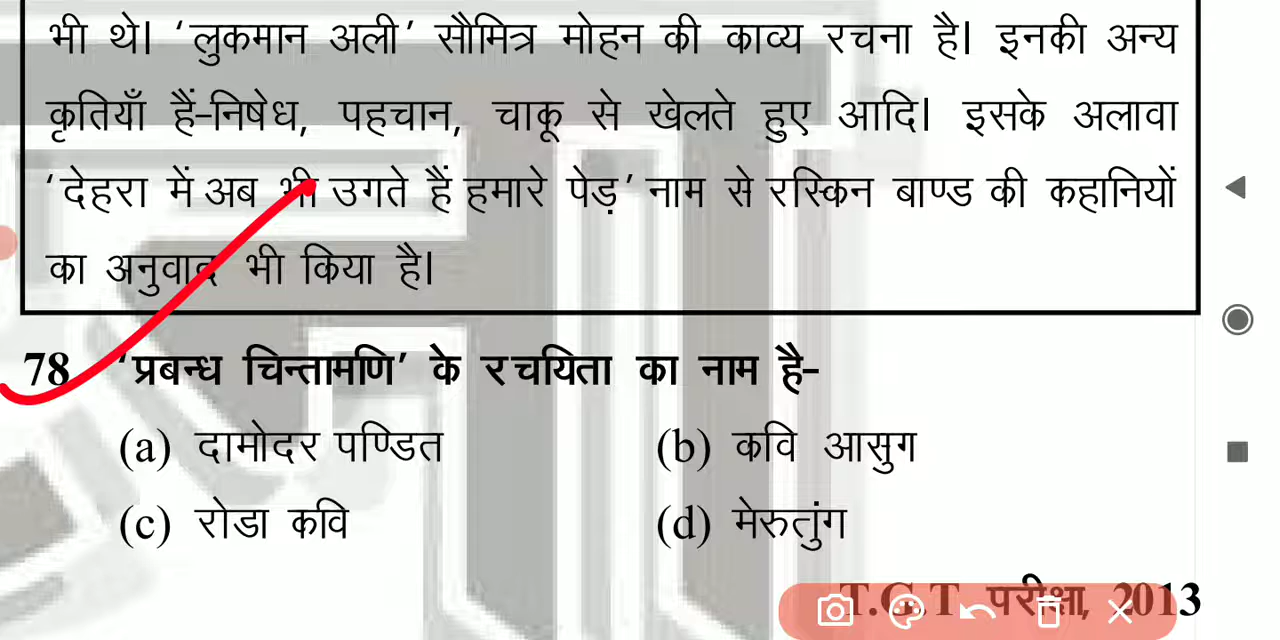 भी थे। ‘लुकमान अली’ सौमित्र मोहन की काव्य रचना है। इनकी अन्य
कृतियाँ हैं–निषेध, पहचान, चाकू से खेलते हुए आदि। इसके अलावा
‘देहरा में अब भी उगते हैं हमारे पेड़’ नाम से रस्किन बाण्ड की कहानियों
का अनुवाद भी किया है।
78 ‘प्रबन्ध चिन्तामणि’ के रचयिता का नाम है–
(a) दामोदर पण्डित (b) कवि आसुग
(c) रोडा कवि (d) मेरुतुंग
T.G.T. परीक्षा, 2013